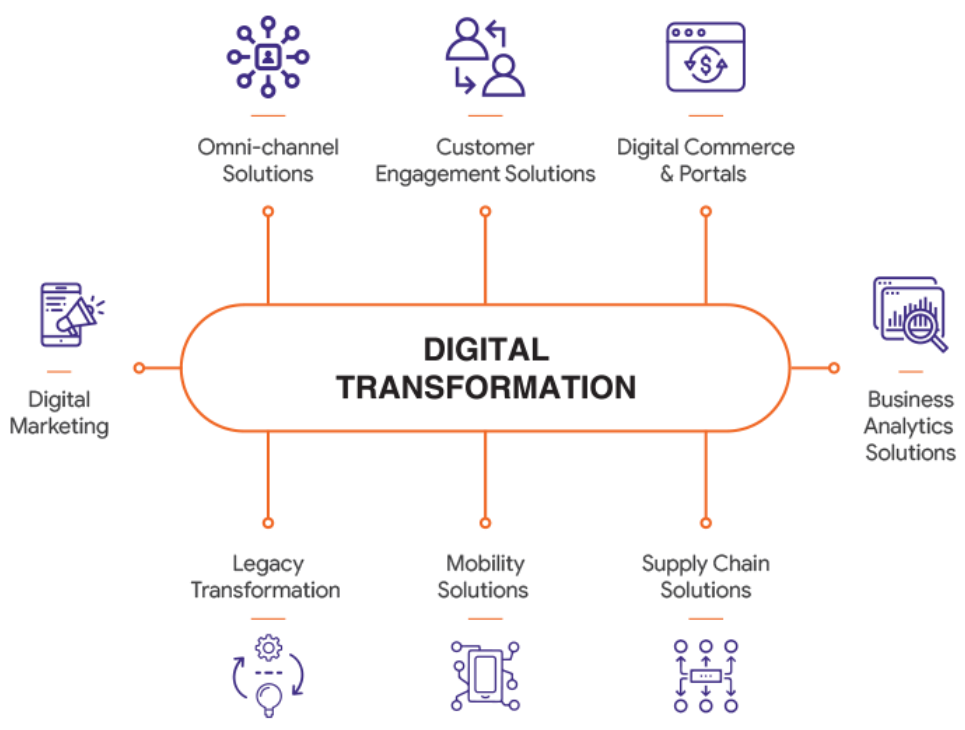 Omni-channel
Solutions
Customer
Engagement Solutions
Digital Commerce
& Portals
Digital
Marketing
DIGITAL
TRANSFORMATION
Business
Analytics
Solutions
Legacy
Transformation
Mobility
Solutions
Supply Chain
Solutions